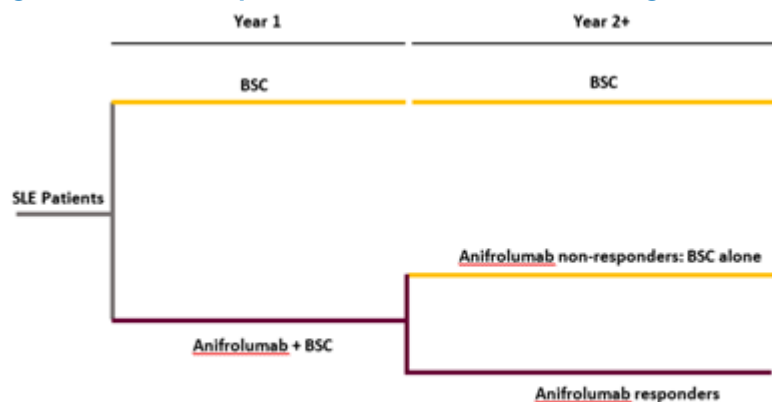 Year 1
Year 2+
BSC
BSC
SLE Patients
Anifrolumab non-responders: BSC alone
Anifrolumab + BSC
Anifrolumab responders